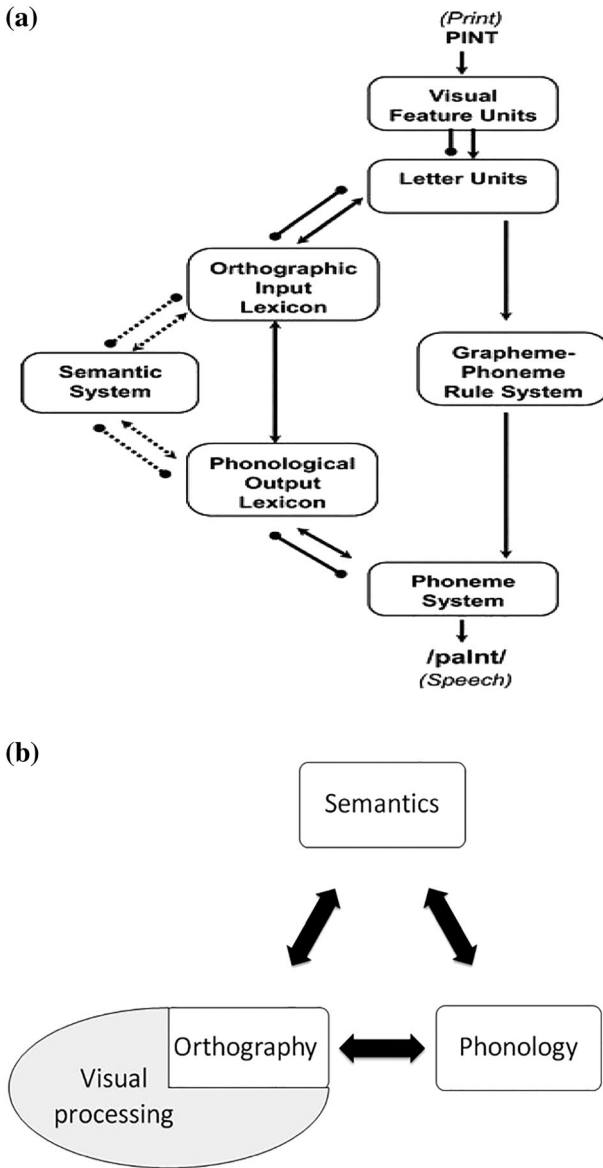 (a)
(Print)
PINT
Visual
Feature Units
Letter Units
Orthographic
Input
Lexicon
Semantic
System
Grapheme-
Phoneme
Rule System
Phonological
Output
Lexicon
Phoneme
System
/paInt/
(Speech)
(b)
Semantics
Orthography
Phonology
Visual
processing